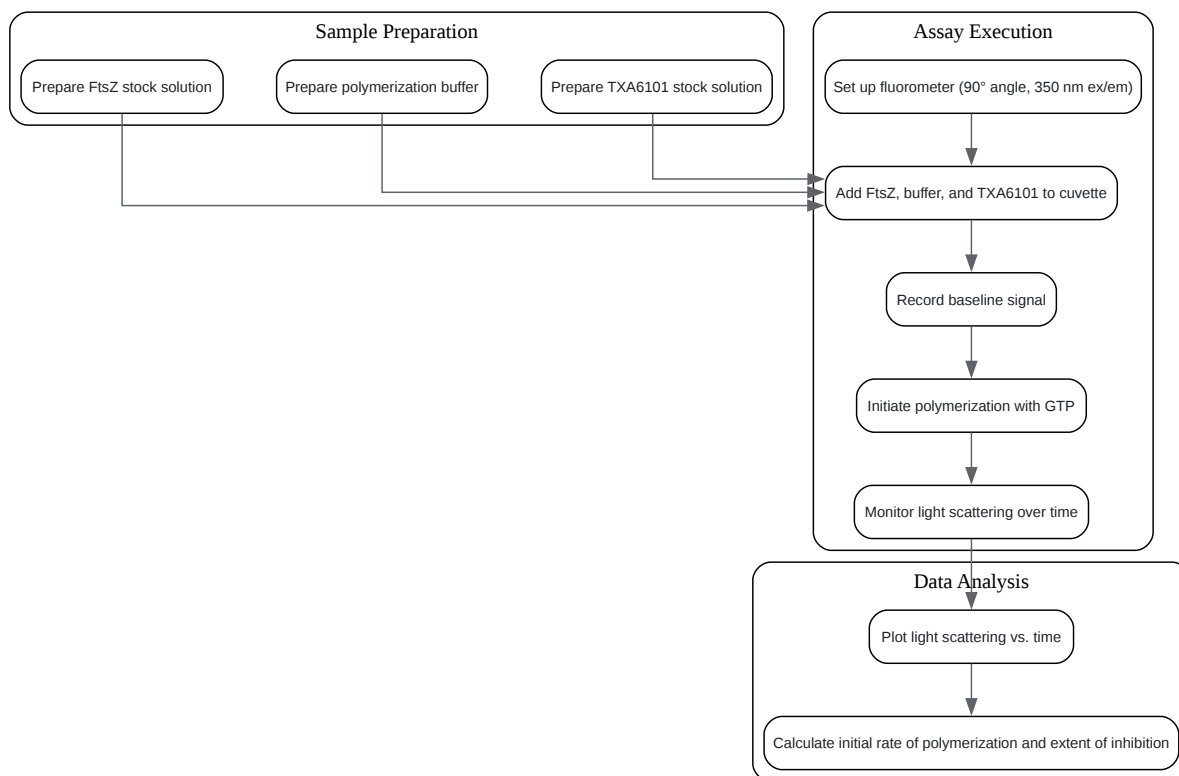 Sample Preparation
Prepare FtsZ stock solution
Prepare polymerization buffer
Prepare TXA6101 stock solution
Assay Execution
Set up fluorometer (90° angle, 350 nm ex/em)
Add FtsZ, buffer, and TXA6101 to cuvette
Record baseline signal
Initiate polymerization with GTP
Monitor light scattering over time
Data Analysis
Plot light scattering vs. time
Calculate initial rate of polymerization and extent of inhibition